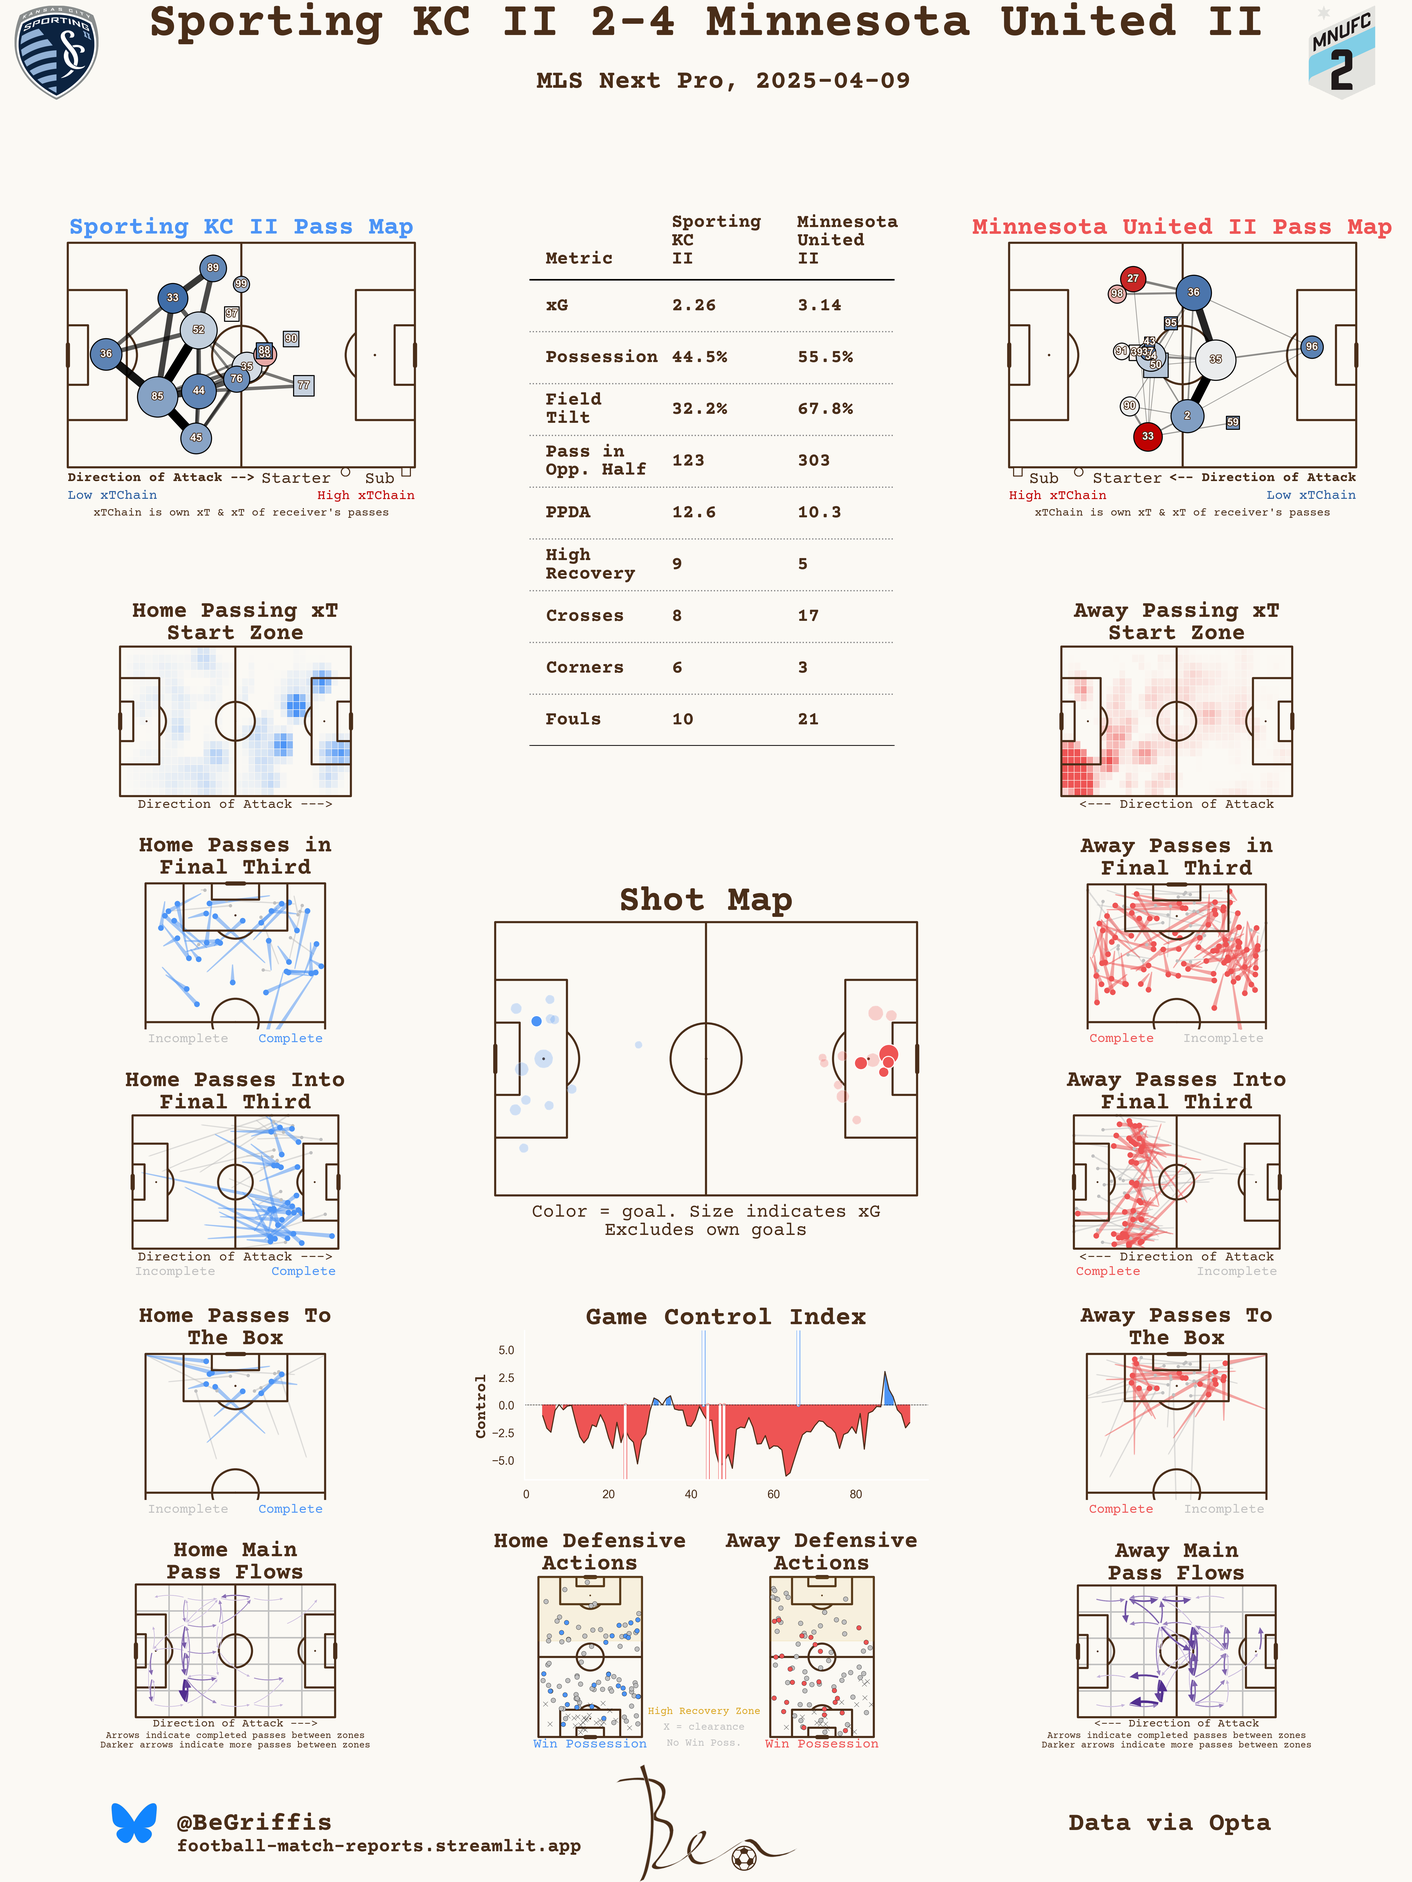 Sporting KC II 2-4 Minnesota United II
MLS Next Pro, 2025-04-09
KANSAS CITY
SPORTING
II
MNUFC
2
Sporting KC II Pass Map
89
99
33
97
52
90
36
88
35
76
77
85
44
45
Direction of Attack --> Starter Sub
Low xTChain High xTChain
xTChain is own xT & xT of receiver's passes
Metric
Sporting KC II
Minnesota United II
xG 2.26 3.14
Possession 44.5% 55.5%
Field Tilt 32.2% 67.8%
Pass in Opp. Half 123 303
PPDA 12.6 10.3
High Recovery 9 5
Crosses 8 17
Corners 6 3
Fouls 10 21
Minnesota United II Pass Map
27
98
36
95
43
91
39
37
50
35
96
90
2
59
33
Sub Starter <-- Direction of Attack
High xTChain Low xTChain
xTChain is own xT & xT of receiver's passes
Home Passing xT
Start Zone
Direction of Attack --->
Away Passing xT
Start Zone
<--- Direction of Attack
Home Passes in
Final Third
Incomplete Complete
Away Passes in
Final Third
Complete Incomplete
Shot Map
Color = goal. Size indicates xG
Excludes own goals
Home Passes Into
Final Third
Direction of Attack --->
Incomplete Complete
Away Passes Into
Final Third
<--- Direction of Attack
Complete Incomplete
Home Passes To
The Box
Incomplete Complete
Game Control Index
Control
5.0
2.5
0.0
−2.5
−5.0
0 20 40 60 80
Away Passes To
The Box
Complete Incomplete
Home Main
Pass Flows
Direction of Attack --->
Arrows indicate completed passes between zones
Darker arrows indicate more passes between zones
Home Defensive
Actions
Win Possession
High Recovery Zone
X = clearance
No Win Poss.
Away Defensive
Actions
Win Possession
Away Main
Pass Flows
<--- Direction of Attack
Arrows indicate completed passes between zones
Darker arrows indicate more passes between zones
@BeGriffis
football-match-reports.streamlit.app
Ben
Data via Opta